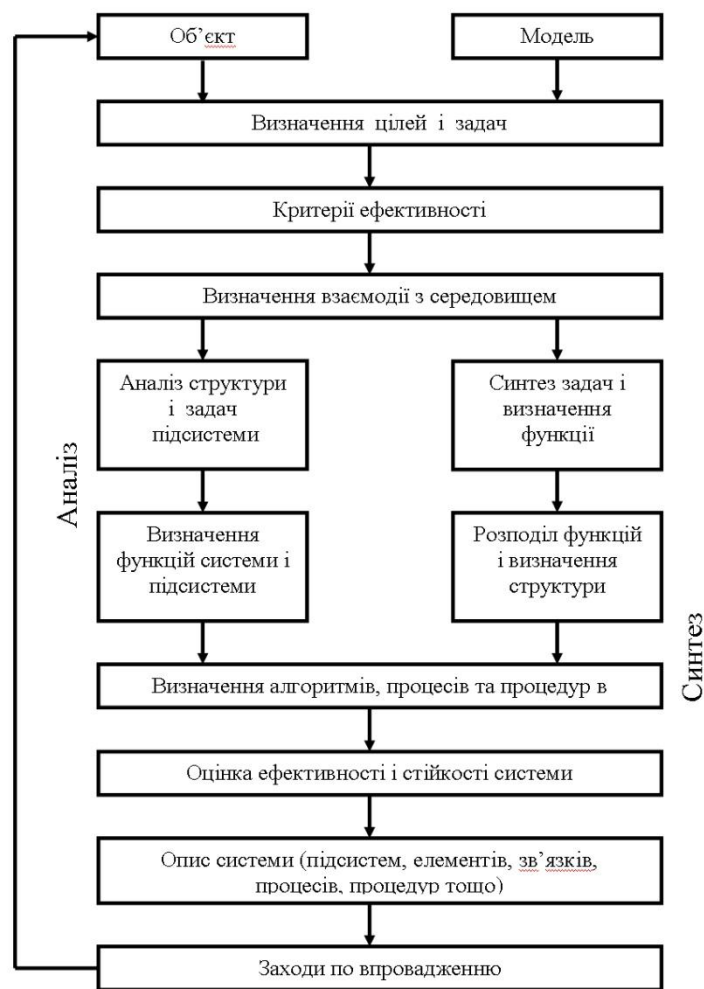 Об’єкт
Модель
Визначення цілей і задач
Критерії ефективності
Визначення взаємодії з середовищем
Аналіз структури
і задач
підсистеми
Синтез задач і
визначення
функції
Аналіз
Визначення
функцій системи і
підсистеми
Розподіл функцій
і визначення
структури
Синтез
Визначення алгоритмів, процесів та процедур в
Оцінка ефективності і стійкості системи
Опис системи (підсистем, елементів, зв’язків,
процесів, процедур тощо)
Заходи по впровадженню